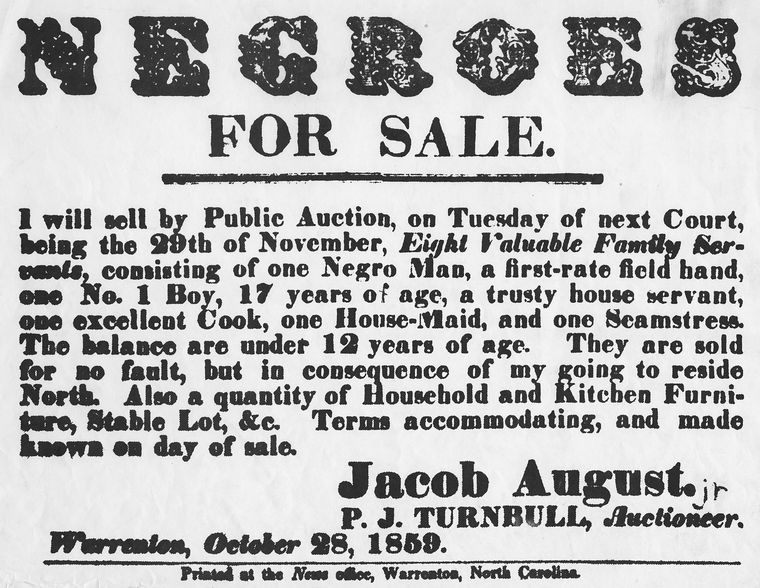 NEGROES
FOR SALE.
I will sell by Public Auction, on Tuesday of next Court,
being the 29th of November, Eight Valuable Family Ser-
vants, consisting of one Negro Man, a first-rate field hand,
one No. 1 Boy, 17 years of age, a trusty house servant,
one excellent Cook, one House-Maid, and one Seamstress.
The balance are under 12 years of age. They are sold
for no fault, but in consequence of my going to reside
North. Also a quantity of Household and Kitchen Furni-
ture, Stable Lot, &c. Terms accommodating, and made
known on day of sale.
Jacob August. jr
P. J. TURNBULL, Auctioneer.
Warrenton, October 28, 1859.
Printed at the News office, Warrenton, North Carolina.